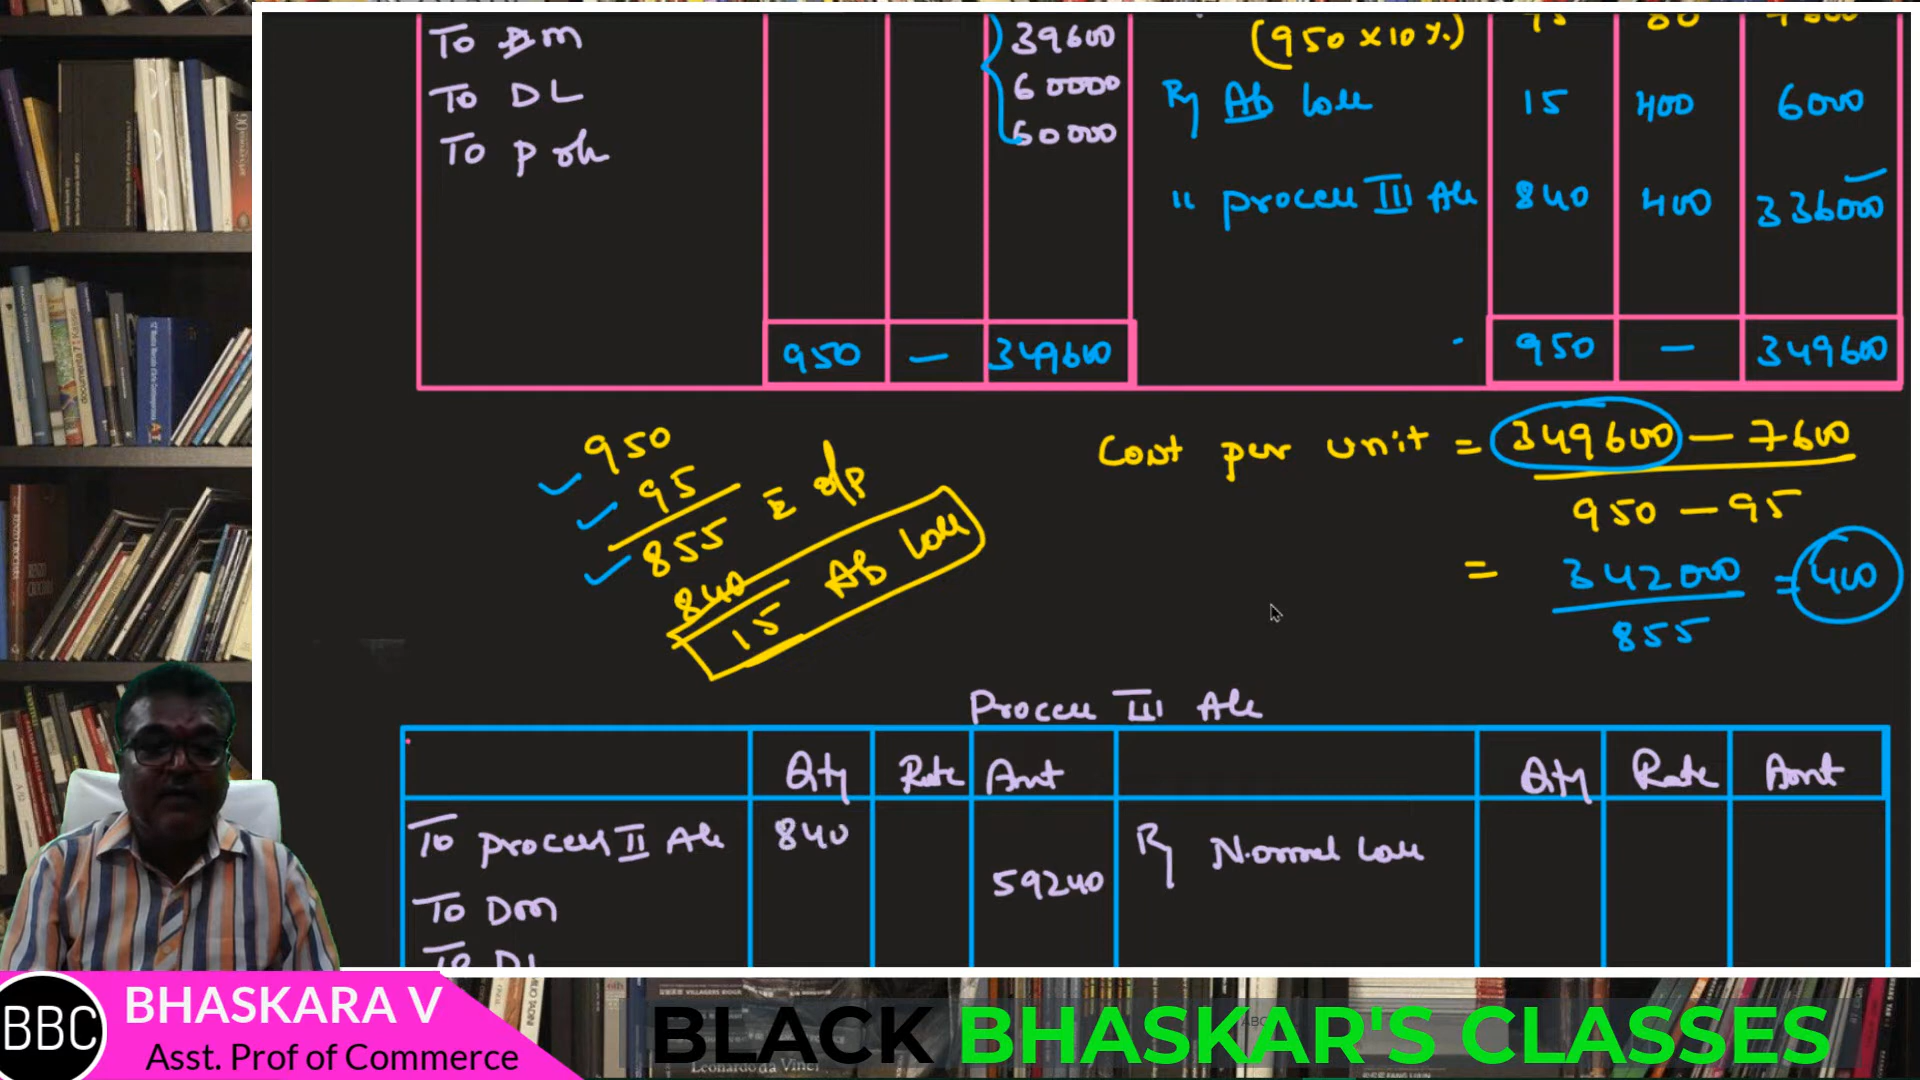 To DM 39600 (950 x 10%.) 80
To DL 60000 By Ab Loss 15 400 6000
To P oh 60000
" Process III A/c 840 400 336000
950 — 349600 950 — 349600
Cost per unit = 349600 — 7600
950 — 95
= 342000 = 400
855
950
95
855 = o/p
840
15 Ab Loss
Process III A/c
Qty Rate Amt Qty Rate Amt
To Process II A/c 840 By Normal Loss
59240
To DM
To DL
BBC
BHASKARA V
Asst. Prof of Commerce
BLACK BHASKAR'S CLASSES